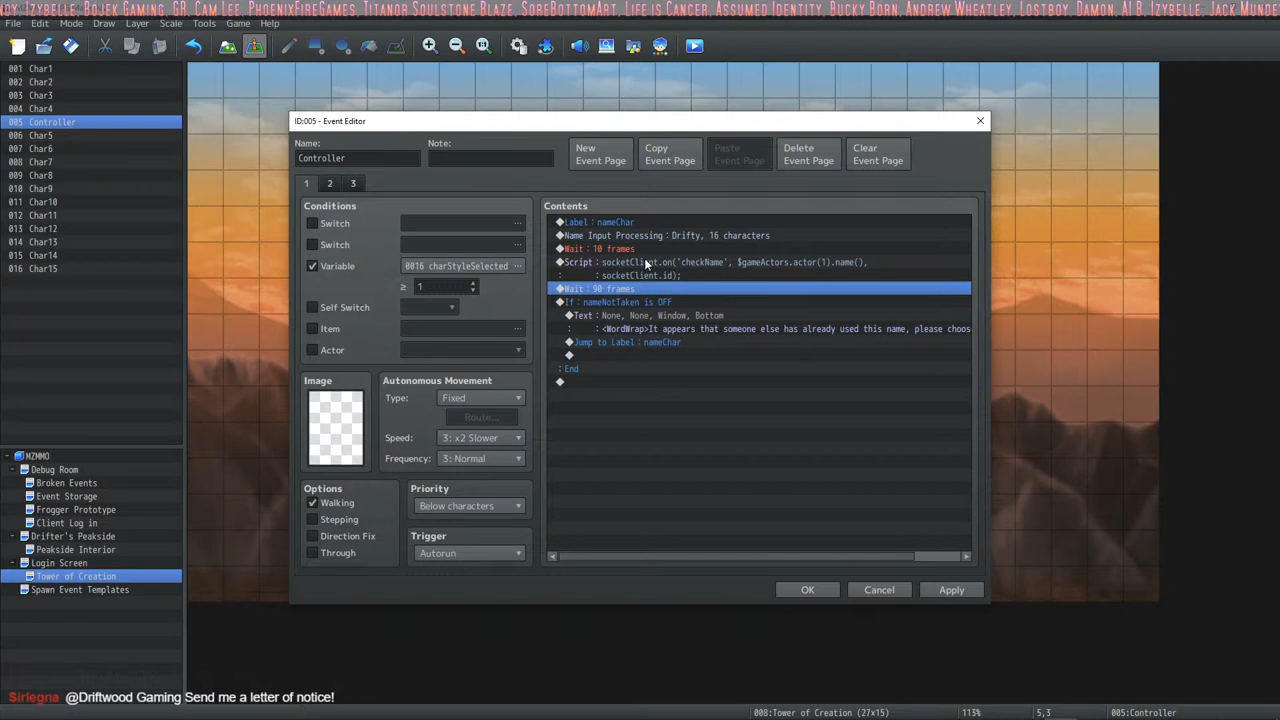 oy, Izybelle, Bojek Gaming, GB, Cam Lee, PhoenixFireGames, Titanor Soulstone Blaze, SoreBottomArt, Life is Cancer, Assumed Identity, Becky Burkhart, Bucky Barnes, Andrew Wheatley, Lostboy, Damon, Al B, Izybelle, Jack Munde
File Edit Mode Draw Layer Scale Tools Game Help
001 Char1
002 Char2
003 Char3
004 Char4
005 Controller
006 Char5
007 Char6
008 Char7
009 Char8
010 Char9
011 Char10
012 Char11
013 Char12
014 Char13
015 Char14
016 Char15
MZMMO
Debug Room
Broken Events
Event Storage
Frogger Prototype
Client Log in
Drifter's Peakside
Peakside Interior
Login Screen
Tower of Creation
Spawn Event Templates
ID:005 - Event Editor
Name:
Controller
Note:
New Event Page
Copy Event Page
Paste Event Page
Delete Event Page
Clear Event Page
1 2 3
Conditions
Switch
Switch
Variable 0016 charStyleSelected
≥ 1
Self Switch
Item
Actor
Image
Autonomous Movement
Type: Fixed
Route...
Speed: 3: x2 Slower
Frequency: 3: Normal
Options
Walking
Stepping
Direction Fix
Through
Priority
Below characters
Trigger
Autorun
Contents
◆Label：nameChar
◆Name Input Processing：Drifty, 16 characters
◆Wait：10 frames
◆Script：socketClient.on('checkName', $gameActors.actor(1).name(),
：　　　：socketClient.id);
◆Wait：90 frames
◆If：nameNotTaken is OFF
◆Text：None, None, Window, Bottom
：　　：<WordWrap>It appears that someone else has already used this name, please choos
◆Jump to Label：nameChar
◆
：End
◆
OK Cancel Apply
Sirlegna @Driftwood Gaming Send me a letter of notice!
008:Tower of Creation (27x15) 113% 5,3 005:Controller